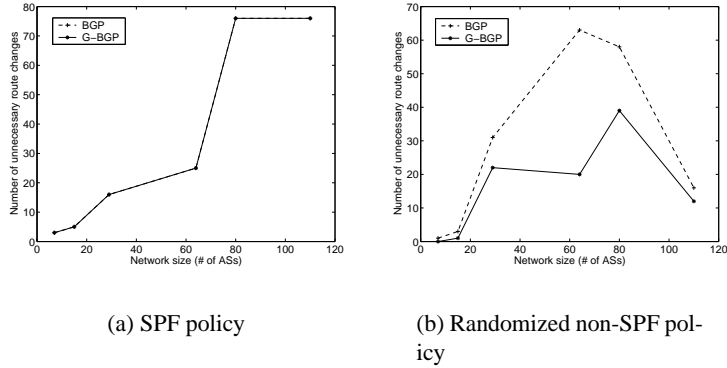 80
70
60
50
40
30
20
10
0
Number of unnecessary route changes
BGP
G−BGP
0 20 40 60 80 100 120
Network size (# of ASs)
(a) SPF policy
70
60
50
40
30
20
10
0
Number of unnecessary route changes
BGP
G−BGP
0 20 40 60 80 100 120
Network size (# of ASs)
(b) Randomized non-SPF pol-
icy